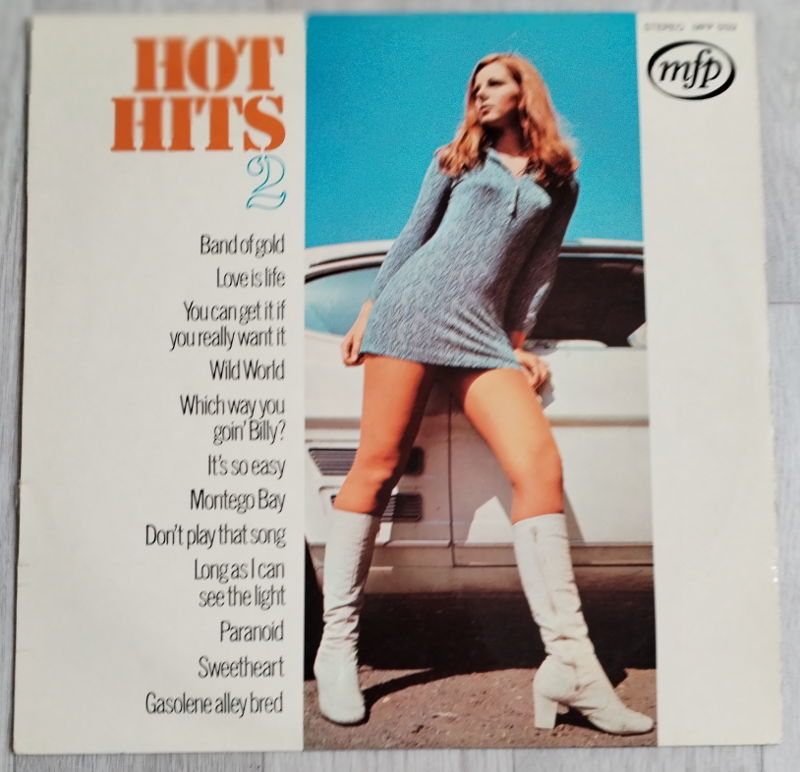 HOT
HITS
2
STEREO MFP
mfp
Band of gold
Love is life
You can get it if
you really want it
Wild World
Which way you
goin' Billy?
It's so easy
Montego Bay
Don't play that song
Long as I can
see the light
Paranoid
Sweetheart
Gasolene alley bred